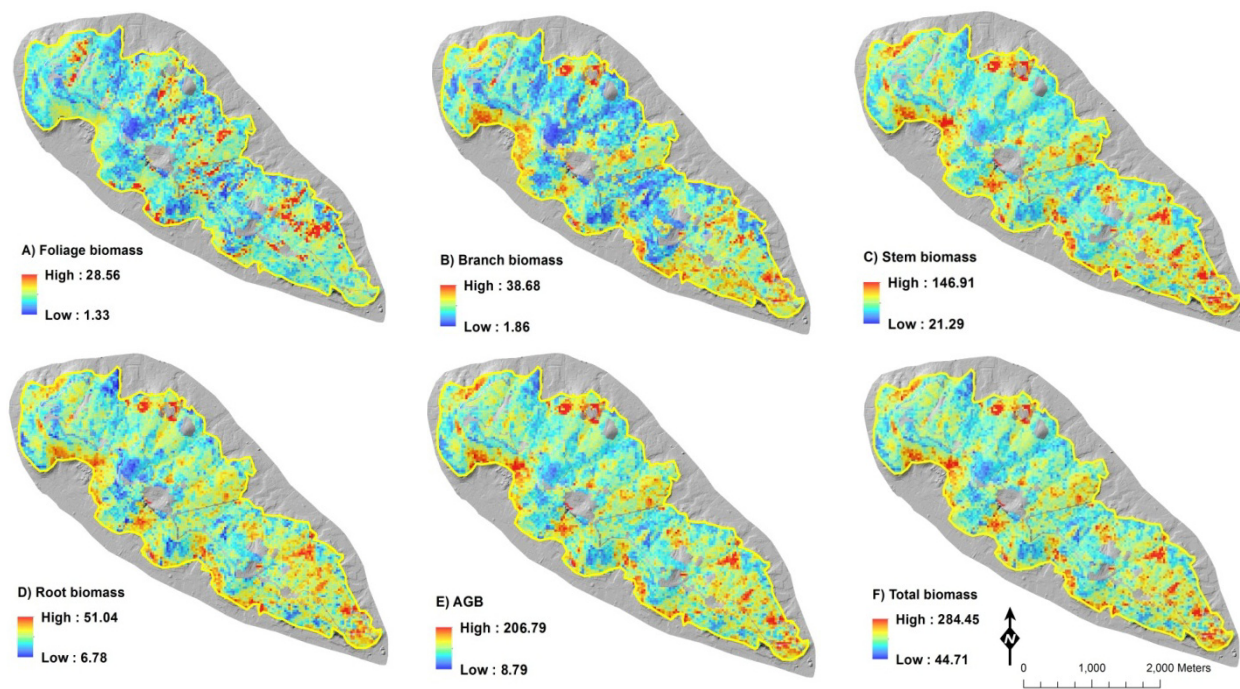 A) Foliage biomass
High : 28.56
Low : 1.33
B) Branch biomass
High : 38.68
Low : 1.86
C) Stem biomass
High : 146.91
Low : 21.29
D) Root biomass
High : 51.04
Low : 6.78
E) AGB
High : 206.79
Low : 8.79
F) Total biomass
High : 284.45
Low : 44.71
N
0 1,000 2,000 Meters